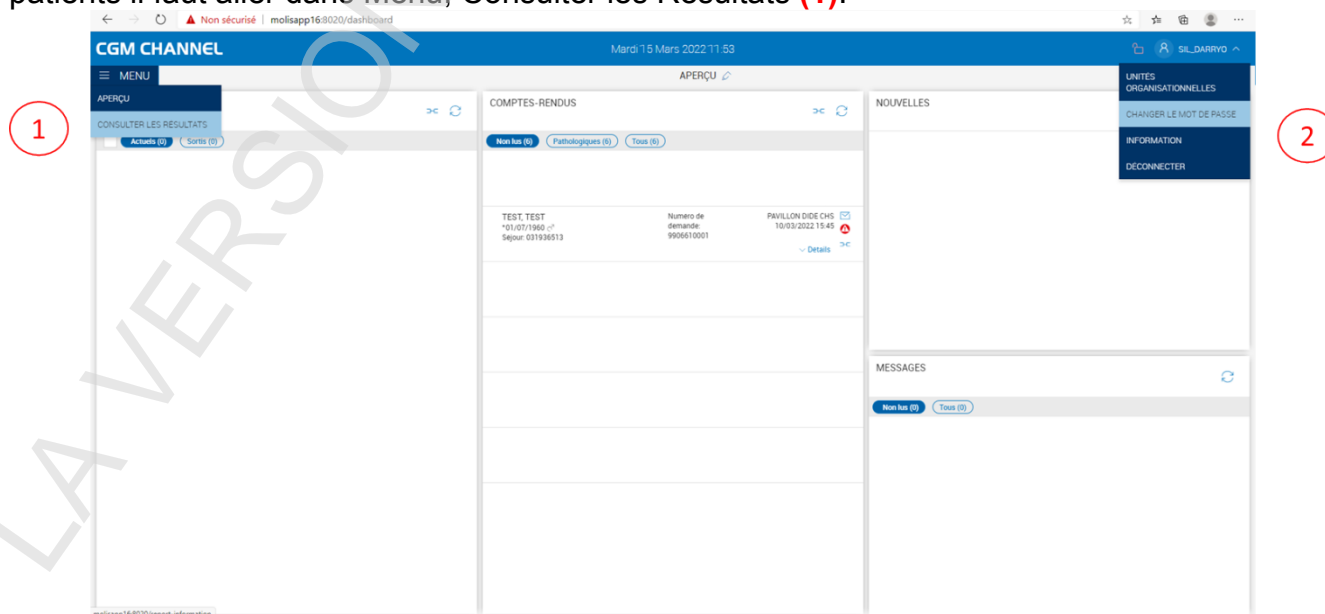 patients il faut aller dans Menu, Consulter les Résultats (1).
Non sécurisé | molisapp16:8020/dashboard
CGM CHANNEL
Mardi 15 Mars 2022 11:53
SIL_DARRYO
MENU
APERÇU
UNITÉS
ORGANISATIONNELLES
APERÇU
CONSULTER LES RÉSULTATS
CHANGER LE MOT DE PASSE
INFORMATION
DÉCONNECTER
1
2
Actuels (0) Sortis (0)
COMPTES-RENDUS
Non lus (6) Pathologiques (6) Tous (6)
NOUVELLES
TEST, TEST
*01/07/1960
Sejour: 031936513
Numero de
demande:
9906610001
PAVILLON DIDE CHS
10/03/2022 15:45
Details
MESSAGES
Non lus (0) Tous (0)
LA VERSION